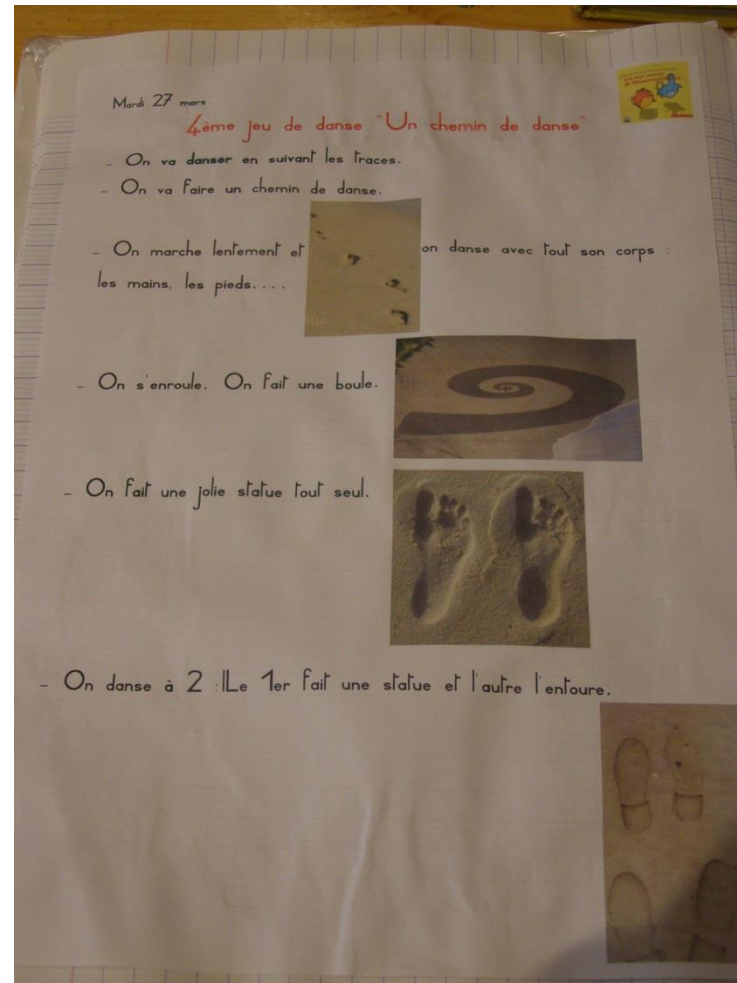 Mardi 27 mars
4ème jeu de danse "Un chemin de danse"
- On va danser en suivant les traces.
- On va faire un chemin de danse.
- On marche lentement et on danse avec tout son corps :
les mains, les pieds....
- On s'enroule. On fait une boule.
- On fait une jolie statue tout seul.
- On danse à 2 : lLe 1er fait une statue et l'autre l'entoure.